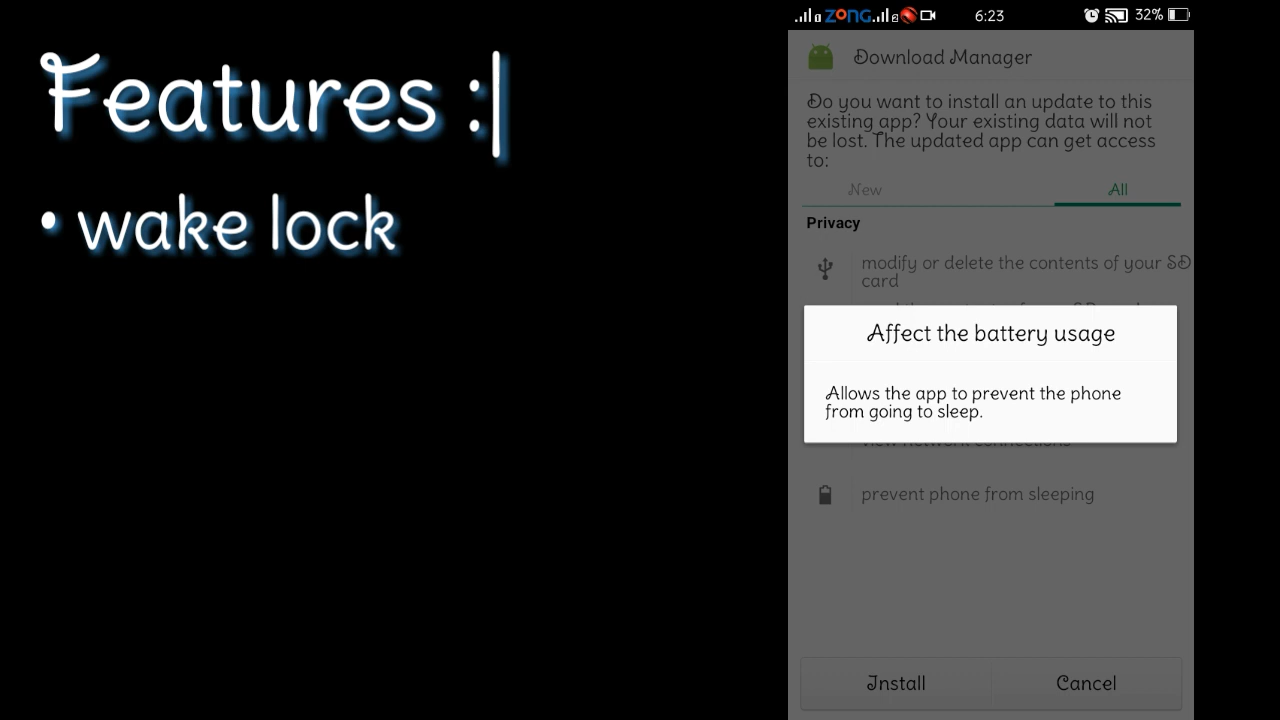 Features :|
• wake lock
ZONG 6:23 32%
Download Manager
Do you want to install an update to this
existing app? Your existing data will not
be lost. The updated app can get access
to:
New All
Privacy
modify or delete the contents of your SD
card
Affect the battery usage
Allows the app to prevent the phone
from going to sleep.
view network connections
prevent phone from sleeping
Install Cancel